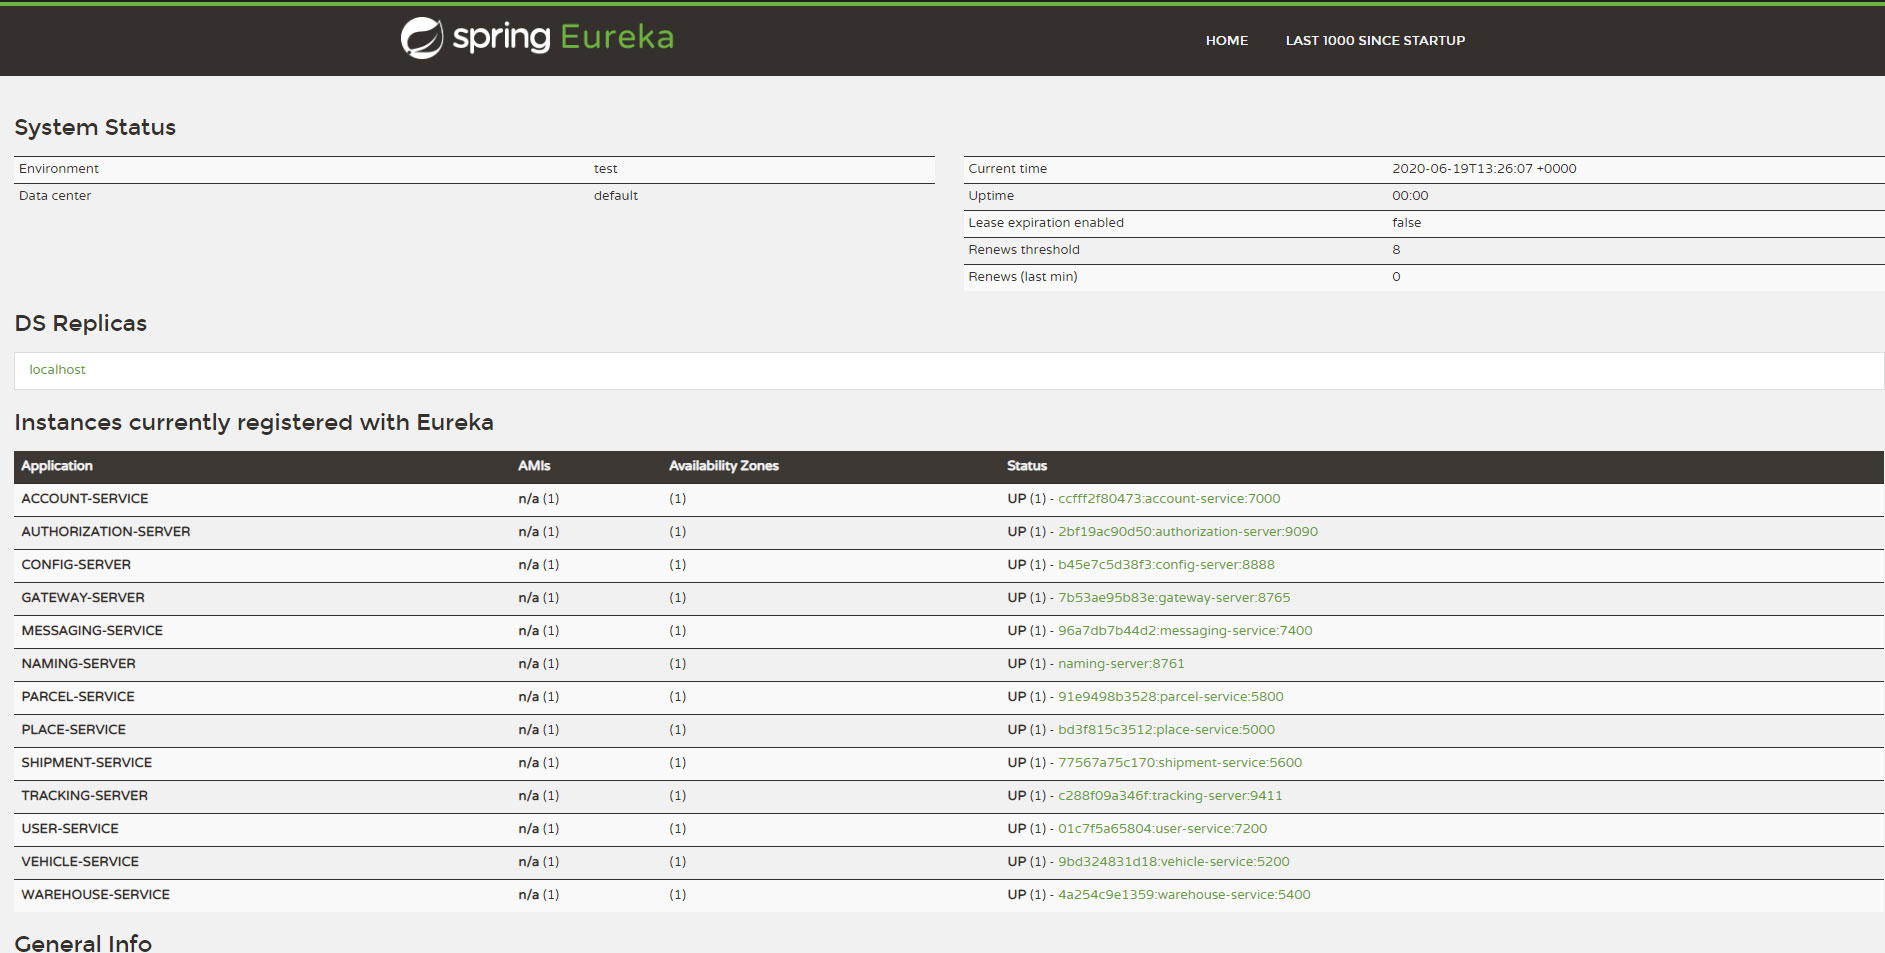 spring Eureka
HOME LAST 1000 SINCE STARTUP
System Status
Environment test
Data center default
Current time 2020-06-19T13:26:07 +0000
Uptime 00:00
Lease expiration enabled false
Renews threshold 8
Renews (last min) 0
DS Replicas
localhost
Instances currently registered with Eureka
Application AMIs Availability Zones Status
ACCOUNT-SERVICE n/a (1) (1) UP (1) - ccfff2f80473:account-service:7000
AUTHORIZATION-SERVER n/a (1) (1) UP (1) - 2bf19ac90d50:authorization-server:9090
CONFIG-SERVER n/a (1) (1) UP (1) - b45e7c5d38f3:config-server:8888
GATEWAY-SERVER n/a (1) (1) UP (1) - 7b53ae95b83e:gateway-server:8765
MESSAGING-SERVICE n/a (1) (1) UP (1) - 96a7db7b44d2:messaging-service:7400
NAMING-SERVER n/a (1) (1) UP (1) - naming-server:8761
PARCEL-SERVICE n/a (1) (1) UP (1) - 91e9498b3528:parcel-service:5800
PLACE-SERVICE n/a (1) (1) UP (1) - bd3f815c3512:place-service:5000
SHIPMENT-SERVICE n/a (1) (1) UP (1) - 77567a75c170:shipment-service:5600
TRACKING-SERVER n/a (1) (1) UP (1) - c288f09a346f:tracking-server:9411
USER-SERVICE n/a (1) (1) UP (1) - 01c7f5a65804:user-service:7200
VEHICLE-SERVICE n/a (1) (1) UP (1) - 9bd324831d18:vehicle-service:5200
WAREHOUSE-SERVICE n/a (1) (1) UP (1) - 4a254c9e1359:warehouse-service:5400
General Info